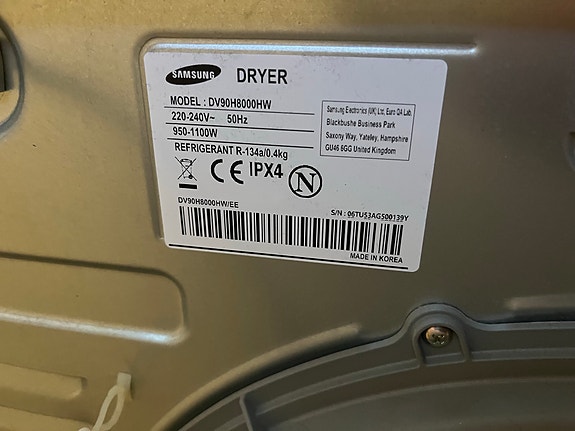 SAMSUNG DRYER
MODEL : DV90H8000HW
220-240V~ 50Hz
950-1100W
REFRIGERANT R-134a/0.4kg
Samsung Electronics (UK) Ltd, Euro QA Lab.
Blackbushe Business Park
Saxony Way, Yateley, Hampshire
GU46 6GG United Kingdom
CE IPX4 N
DV90H8000HW/EE
S/N : 06TU53AG500139Y
MADE IN KOREA